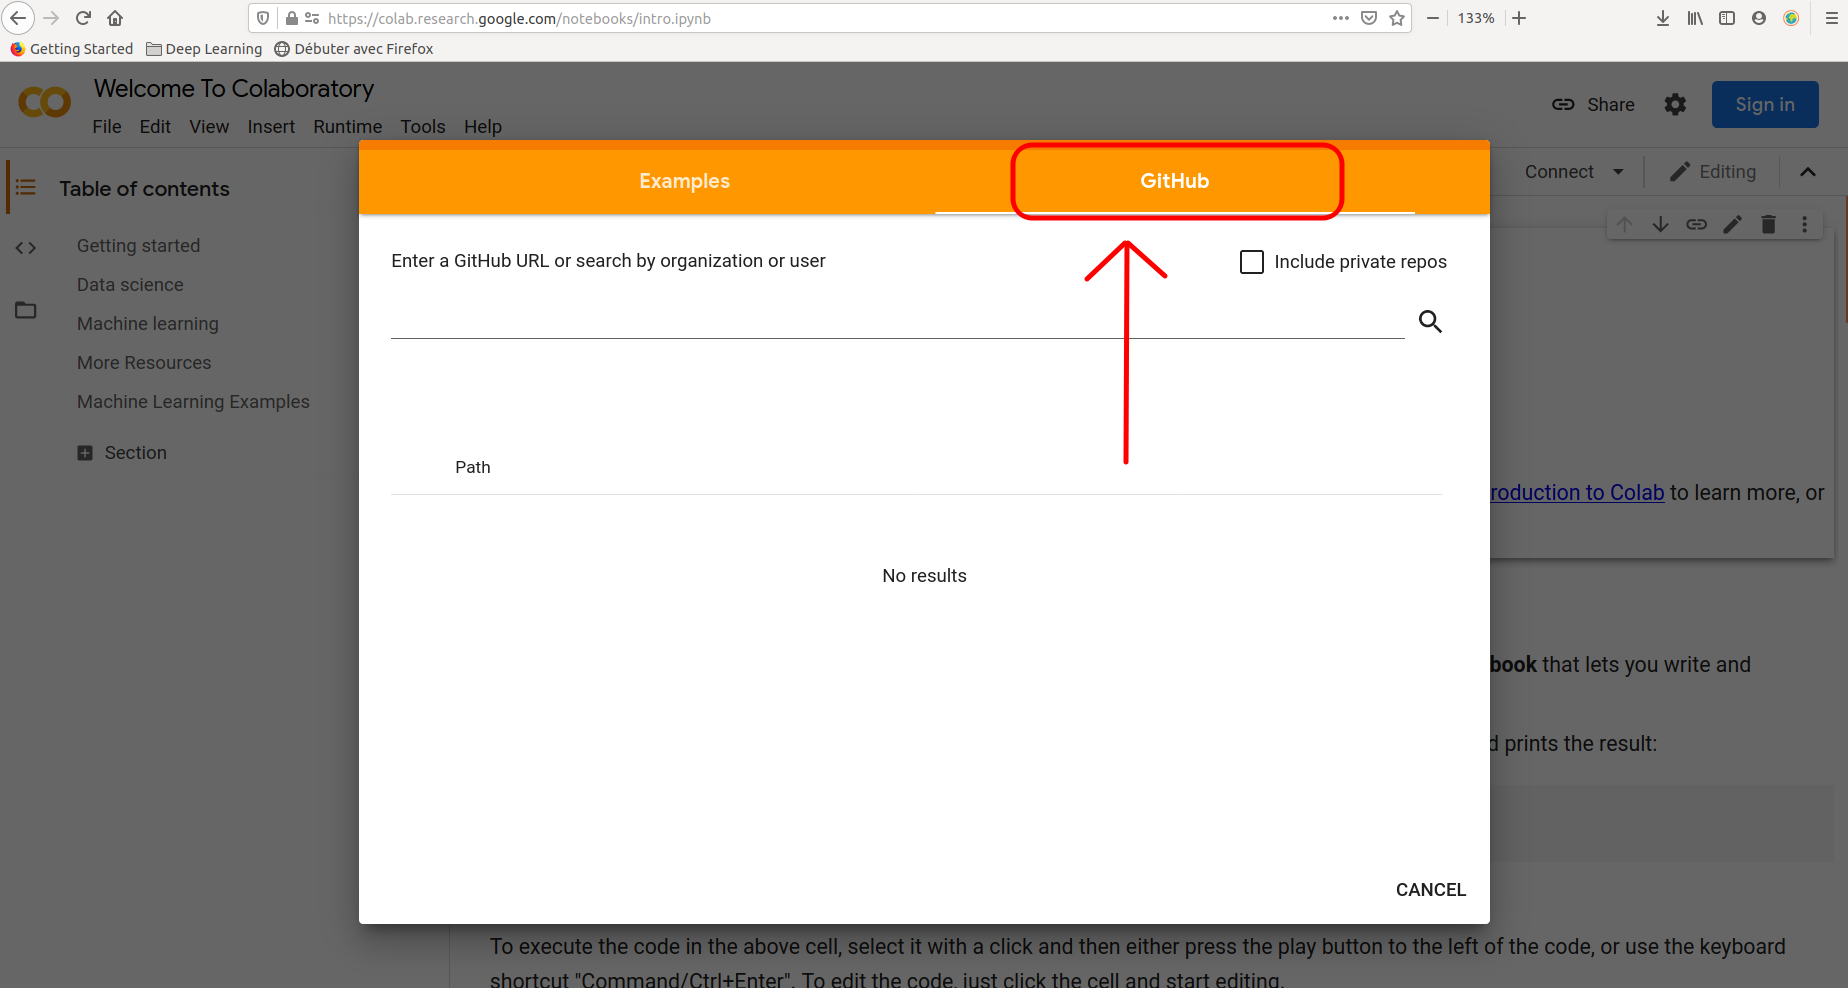 https://colab.research.google.com/notebooks/intro.ipynb
133%
Getting Started
Deep Learning
Débuter avec Firefox
Welcome To Colaboratory
File Edit View Insert Runtime Tools Help
Share
Sign in
Examples
GitHub
Connect
Editing
Table of contents
Getting started
Data science
Machine learning
More Resources
Machine Learning Examples
Section
Enter a GitHub URL or search by organization or user
Include private repos
Path
No results
CANCEL
roduction to Colab to learn more, or
book that lets you write and
d prints the result:
To execute the code in the above cell, select it with a click and then either press the play button to the left of the code, or use the keyboard
shortcut "Command/Ctrl+Enter". To edit the code, just click the cell and start editing.